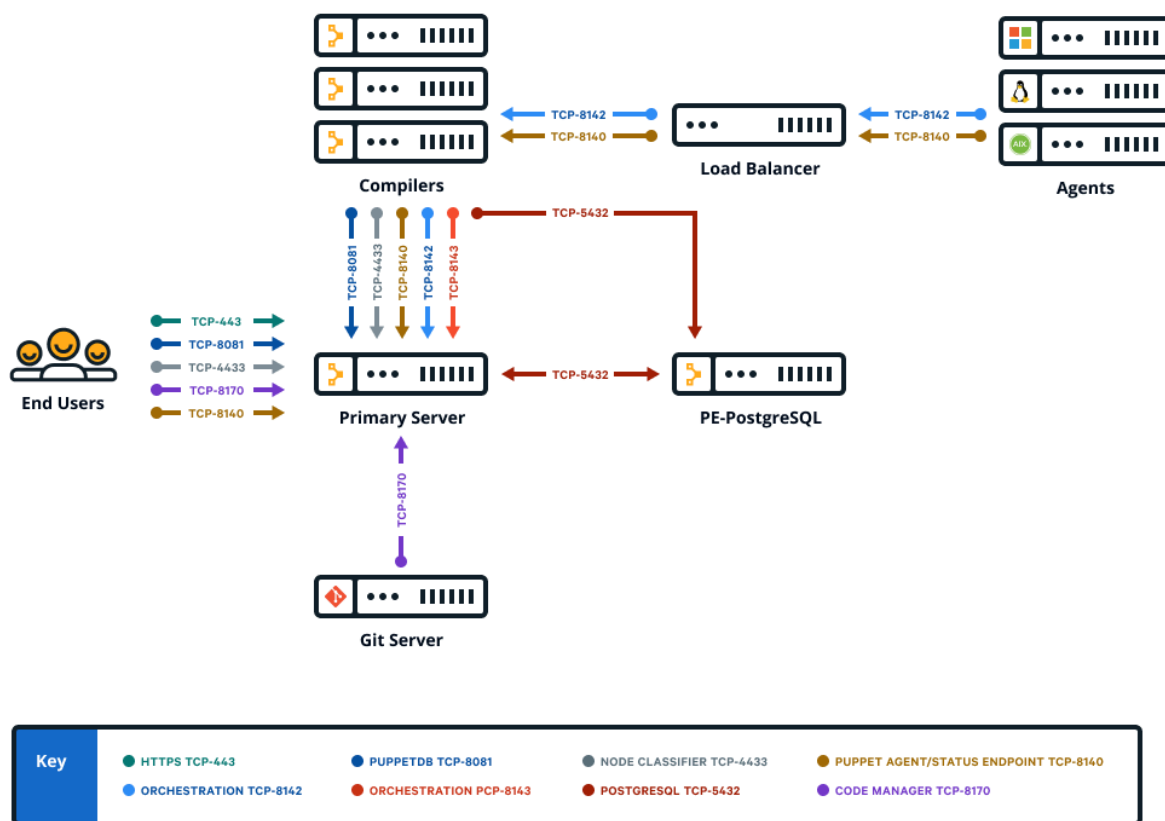 TCP-8142
TCP-8140
TCP-8142
TCP-8140
AIX
Compilers
Load Balancer
Agents
TCP-8081
TCP-4433
TCP-8140
TCP-8142
TCP-8143
TCP-5432
TCP-443
TCP-8081
TCP-4433
TCP-8170
TCP-8140
End Users
TCP-5432
Primary Server
PE-PostgreSQL
TCP-8170
Git Server
Key
HTTPS TCP-443
PUPPETDB TCP-8081
NODE CLASSIFIER TCP-4433
PUPPET AGENT/STATUS ENDPOINT TCP-8140
ORCHESTRATION TCP-8142
ORCHESTRATION PCP-8143
POSTGRESQL TCP-5432
CODE MANAGER TCP-8170